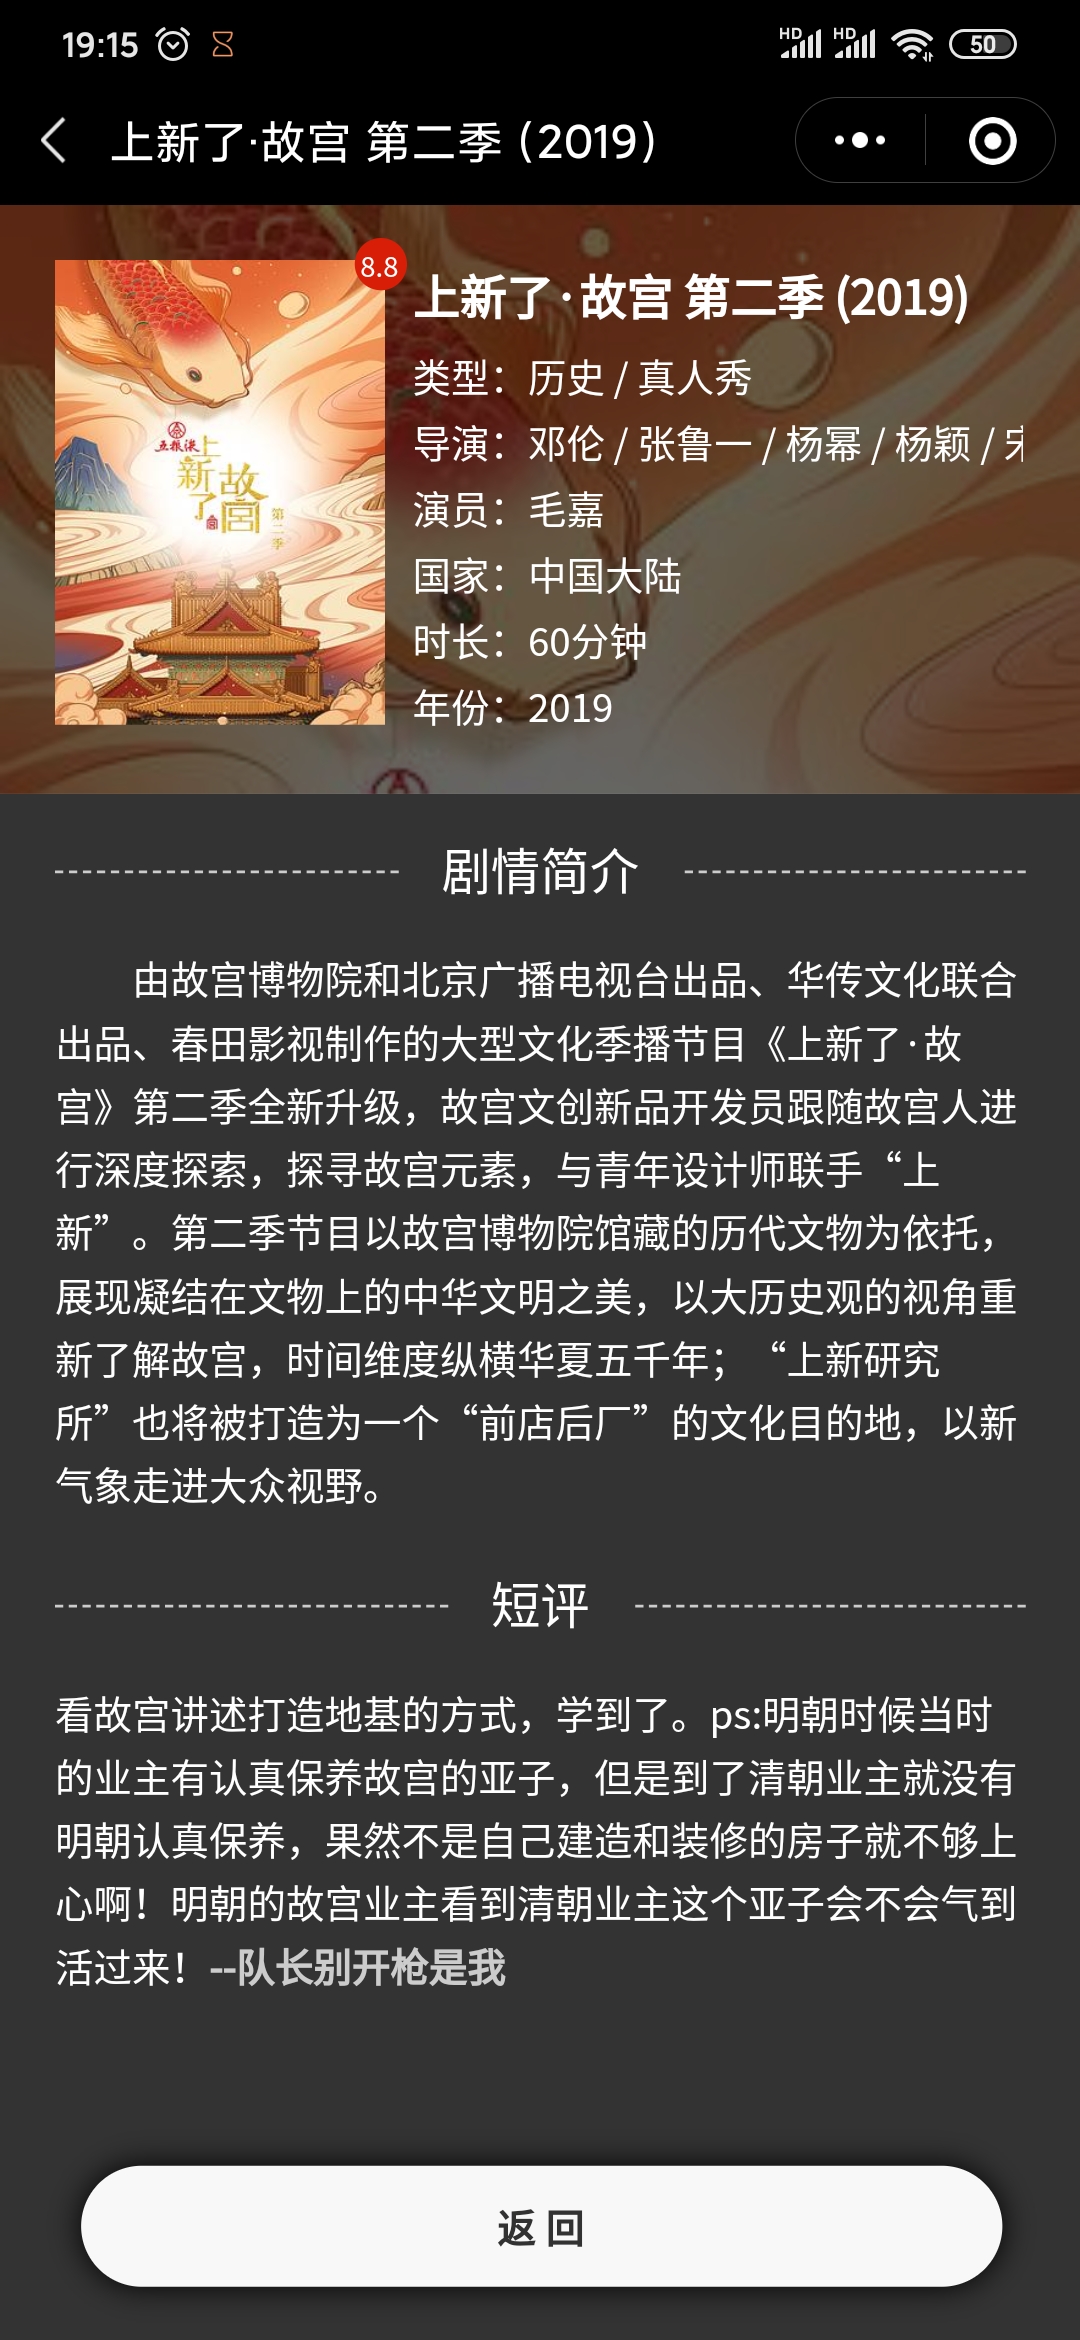 19:15
HD HD 50
上新了·故宫 第二季 (2019)
8.8
五粮液
上新了故宫
第二季
上新了·故宫 第二季 (2019)
类型：历史 / 真人秀
导演：邓伦 / 张鲁一 / 杨幂 / 杨颖 /
演员：毛嘉
国家：中国大陆
时长：60分钟
年份：2019
剧情简介
由故宫博物院和北京广播电视台出品、华传文化联合
出品、春田影视制作的大型文化季播节目《上新了·故
宫》第二季全新升级，故宫文创新品开发员跟随故宫人进
行深度探索，探寻故宫元素，与青年设计师联手“上
新”。第二季节目以故宫博物院馆藏的历代文物为依托，
展现凝结在文物上的中华文明之美，以大历史观的视角重
新了解故宫，时间维度纵横华夏五千年；“上新研究
所”也将被打造为一个“前店后厂”的文化目的地，以新
气象走进大众视野。
短评
看故宫讲述打造地基的方式，学到了。ps:明朝时候当时
的业主有认真保养故宫的亚子，但是到了清朝业主就没有
明朝认真保养，果然不是自己建造和装修的房子就不够上
心啊！明朝的故宫业主看到清朝业主这个亚子会不会气到
活过来！--队长别开枪是我
返 回